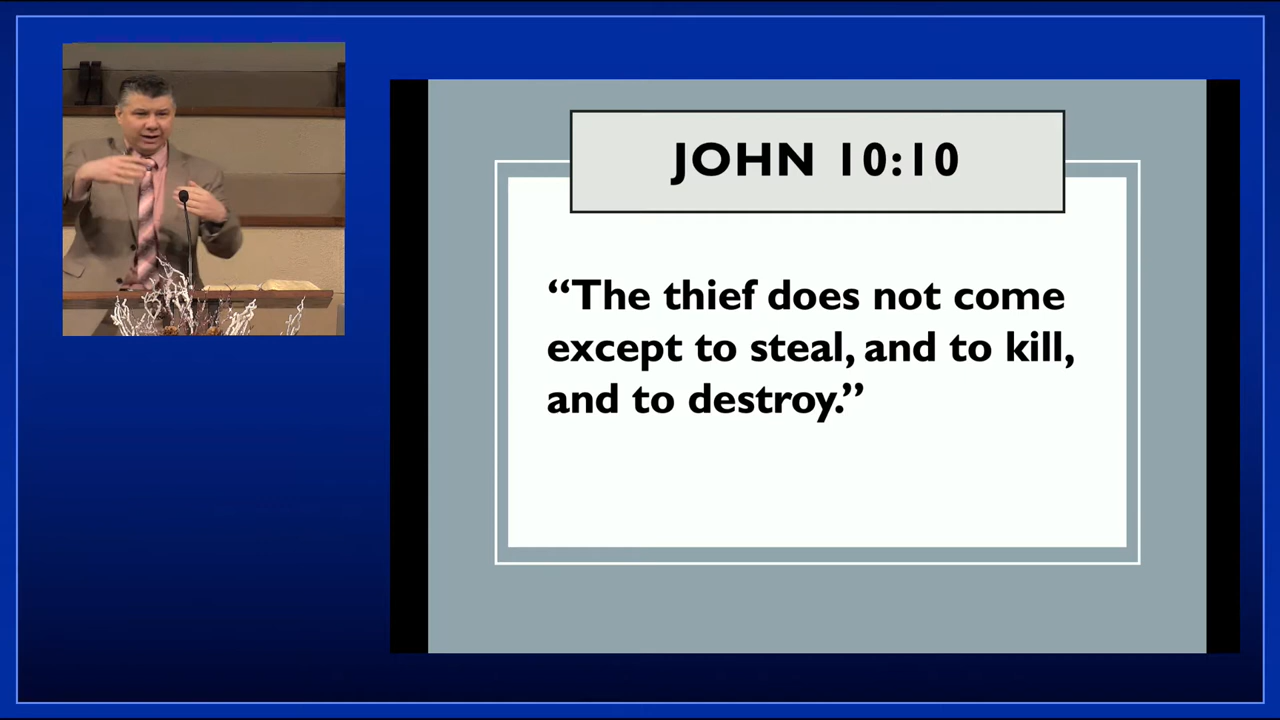 JOHN 10:10
“The thief does not come
except to steal, and to kill,
and to destroy.”